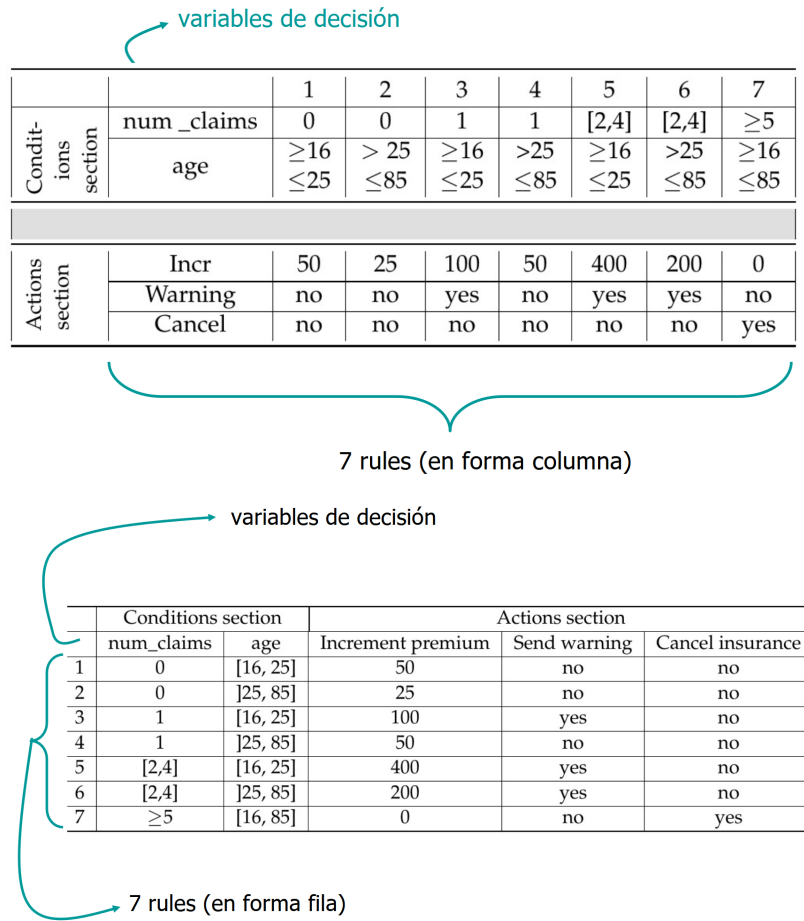 variables de decisión
1 2 3 4 5 6 7
Condit-
ions
section
num _claims 0 0 1 1 [2,4] [2,4] ≥5
age ≥16 > 25 ≥16 >25 ≥16 >25 ≥16
≤25 ≤85 ≤25 ≤85 ≤25 ≤85 ≤85
Actions
section
Incr 50 25 100 50 400 200 0
Warning no no yes no yes yes no
Cancel no no no no no no yes
7 rules (en forma columna)
variables de decisión
Conditions section Actions section
num_claims age Increment premium Send warning Cancel insurance
1 0 [16, 25] 50 no no
2 0 ]25, 85] 25 no no
3 1 [16, 25] 100 yes no
4 1 ]25, 85] 50 no no
5 [2,4] [16, 25] 400 yes no
6 [2,4] ]25, 85] 200 yes no
7 ≥5 [16, 85] 0 no yes
7 rules (en forma fila)